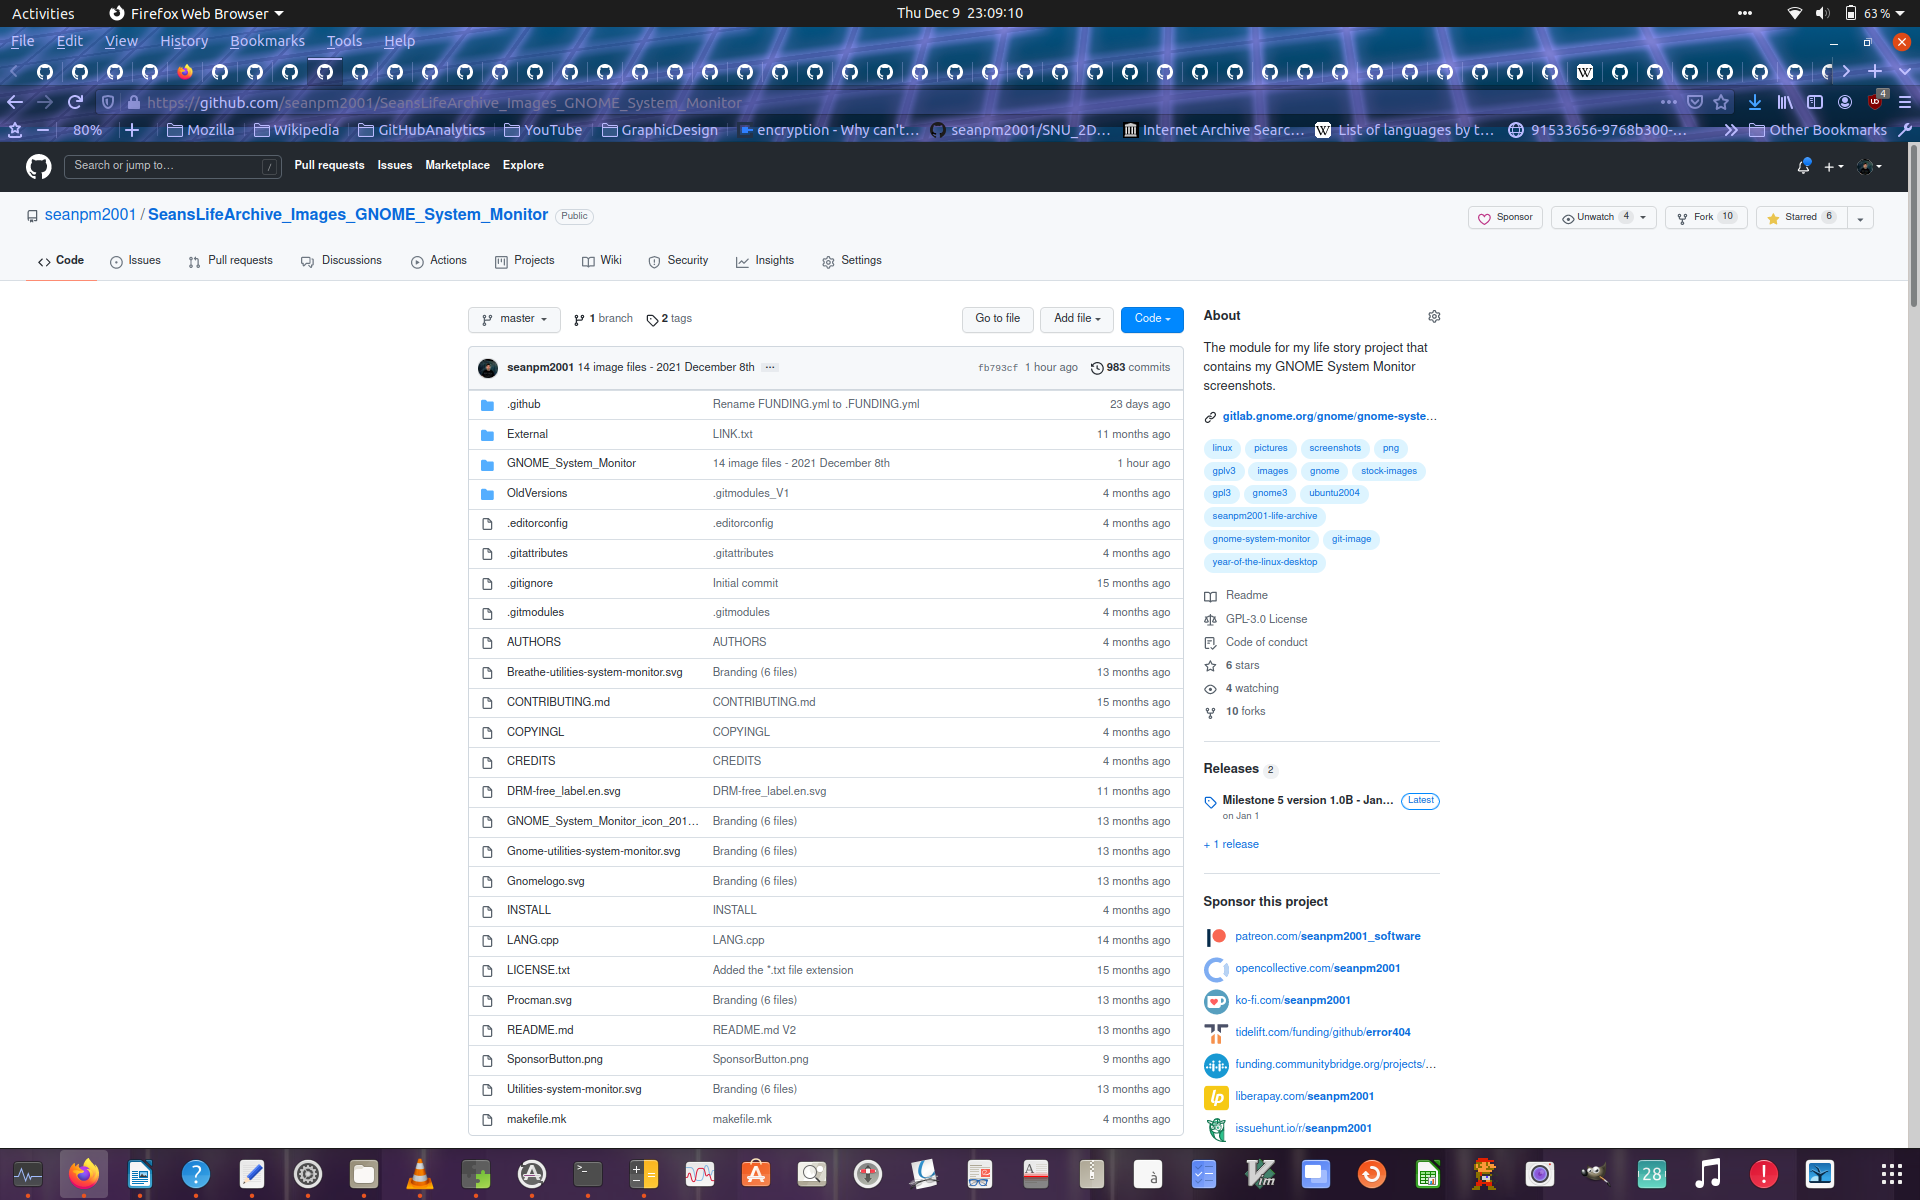 Activities
Firefox Web Browser
Thu Dec 9 23:09:10
63 %
File Edit View History Bookmarks Tools Help
https://github.com/seanpm2001/SeansLifeArchive_Images_GNOME_System_Monitor
4
80%
Mozilla Wikipedia GitHubAnalytics YouTube GraphicDesign encryption - Why can't… seanpm2001/SNU_2D… Internet Archive Searc… List of languages by t… 91533656-9768b300-… Other Bookmarks
Search or jump to… /
Pull requests Issues Marketplace Explore
seanpm2001 / SeansLifeArchive_Images_GNOME_System_Monitor Public
Sponsor Unwatch 4 Fork 10 Starred 6
Code Issues Pull requests Discussions Actions Projects Wiki Security Insights Settings
master 1 branch 2 tags Go to file Add file Code
seanpm2001 14 image files - 2021 December 8th ... fb793cf 1 hour ago 983 commits
.github Rename FUNDING.yml to .FUNDING.yml 23 days ago
External LINK.txt 11 months ago
GNOME_System_Monitor 14 image files - 2021 December 8th 1 hour ago
OldVersions .gitmodules_V1 4 months ago
.editorconfig .editorconfig 4 months ago
.gitattributes .gitattributes 4 months ago
.gitignore Initial commit 15 months ago
.gitmodules .gitmodules 4 months ago
AUTHORS AUTHORS 4 months ago
Breathe-utilities-system-monitor.svg Branding (6 files) 13 months ago
CONTRIBUTING.md CONTRIBUTING.md 15 months ago
COPYINGL COPYINGL 4 months ago
CREDITS CREDITS 4 months ago
DRM-free_label.en.svg DRM-free_label.en.svg 11 months ago
GNOME_System_Monitor_icon_201… Branding (6 files) 13 months ago
Gnome-utilities-system-monitor.svg Branding (6 files) 13 months ago
Gnomelogo.svg Branding (6 files) 13 months ago
INSTALL INSTALL 4 months ago
LANG.cpp LANG.cpp 14 months ago
LICENSE.txt Added the *.txt file extension 15 months ago
Procman.svg Branding (6 files) 13 months ago
README.md README.md V2 13 months ago
SponsorButton.png SponsorButton.png 9 months ago
Utilities-system-monitor.svg Branding (6 files) 13 months ago
makefile.mk makefile.mk 4 months ago
About
The module for my life story project that
contains my GNOME System Monitor
screenshots.
gitlab.gnome.org/gnome/gnome-syste…
linux pictures screenshots png
gplv3 images gnome stock-images
gpl3 gnome3 ubuntu2004
seanpm2001-life-archive
gnome-system-monitor git-image
year-of-the-linux-desktop
Readme
GPL-3.0 License
Code of conduct
6 stars
4 watching
10 forks
Releases 2
Milestone 5 version 1.0B - Jan… Latest
on Jan 1
+ 1 release
Sponsor this project
patreon.com/seanpm2001_software
opencollective.com/seanpm2001
ko-fi.com/seanpm2001
tidelift.com/funding/github/error404
funding.communitybridge.org/projects/…
liberapay.com/seanpm2001
issuehunt.io/r/seanpm2001
28